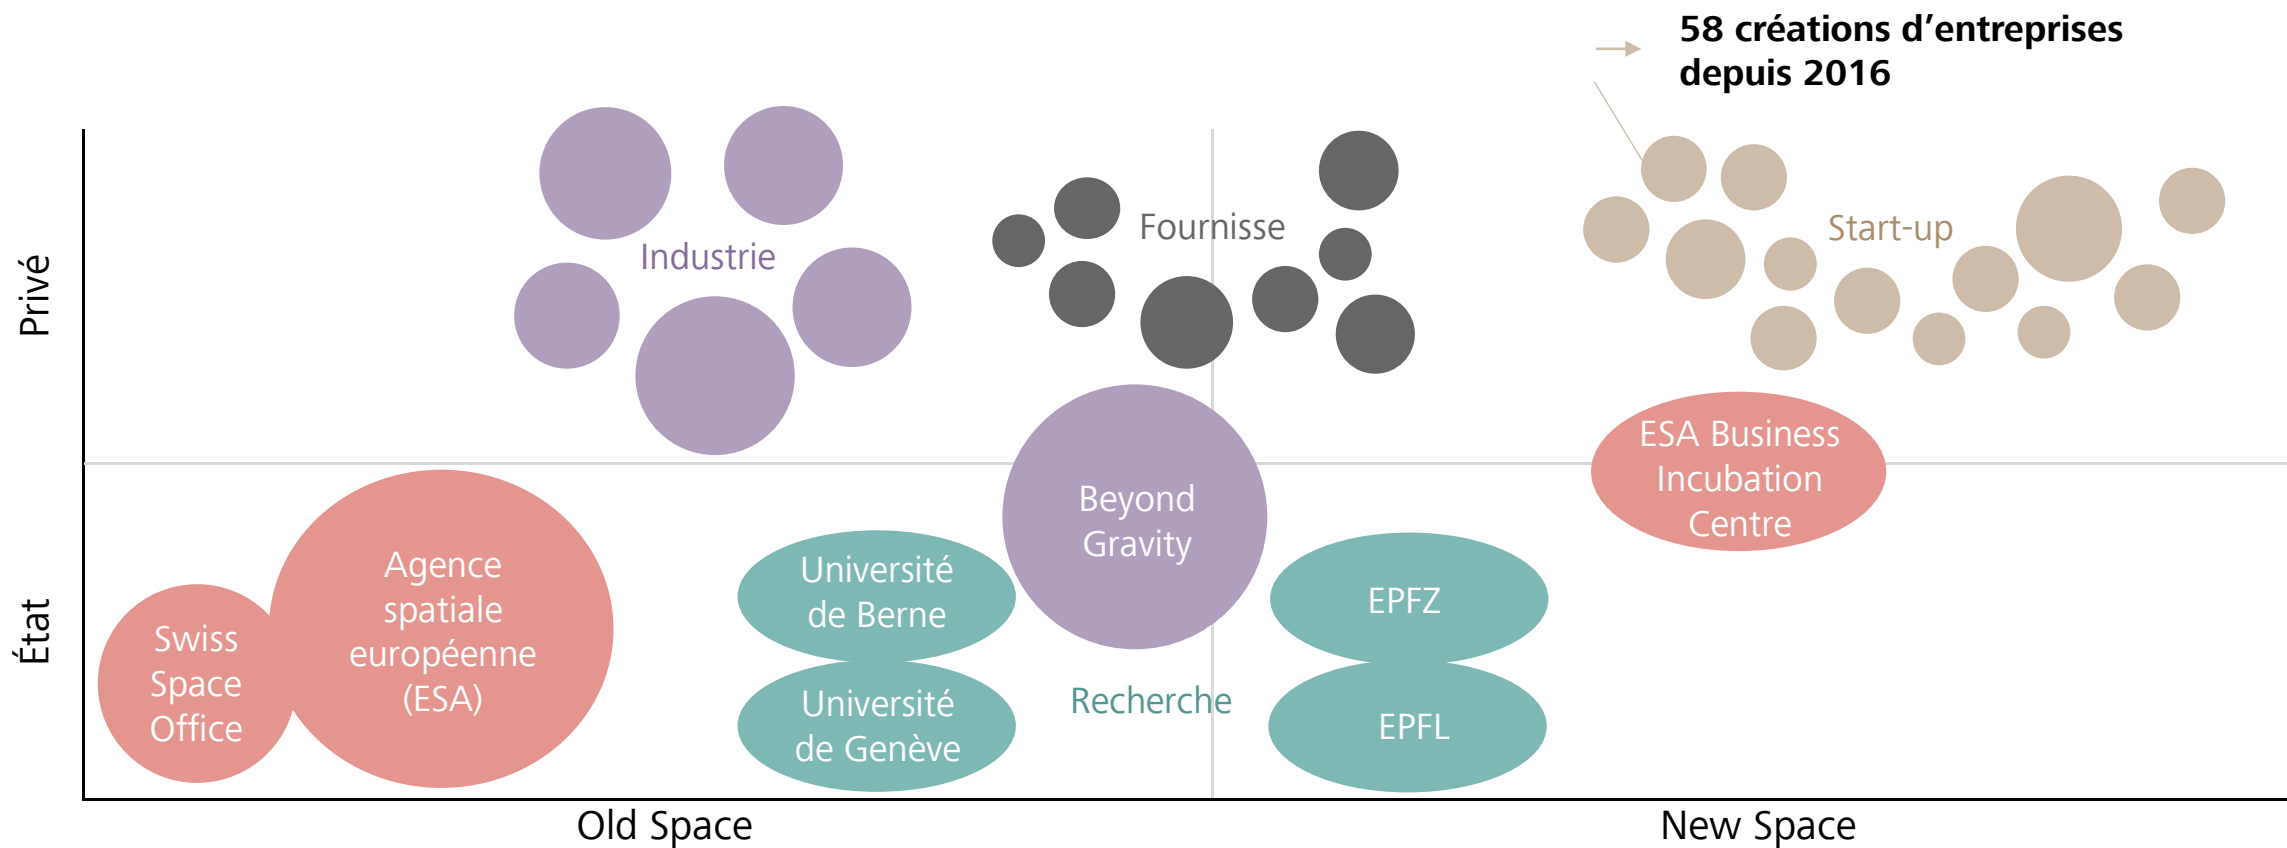 58 créations d’entreprises
depuis 2016
Privé
Industrie
Fournisse
Start-up
ESA Business
Incubation
Centre
Beyond
Gravity
État
Swiss
Space
Office
Agence
spatiale
européenne
(ESA)
Université
de Berne
Université
de Genève
Recherche
EPFZ
EPFL
Old Space
New Space